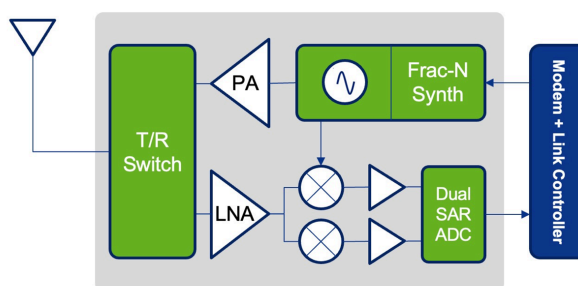 PA
Frac-N
Synth
T/R
Switch
LNA
Dual
SAR
ADC
Modem + Link Controller